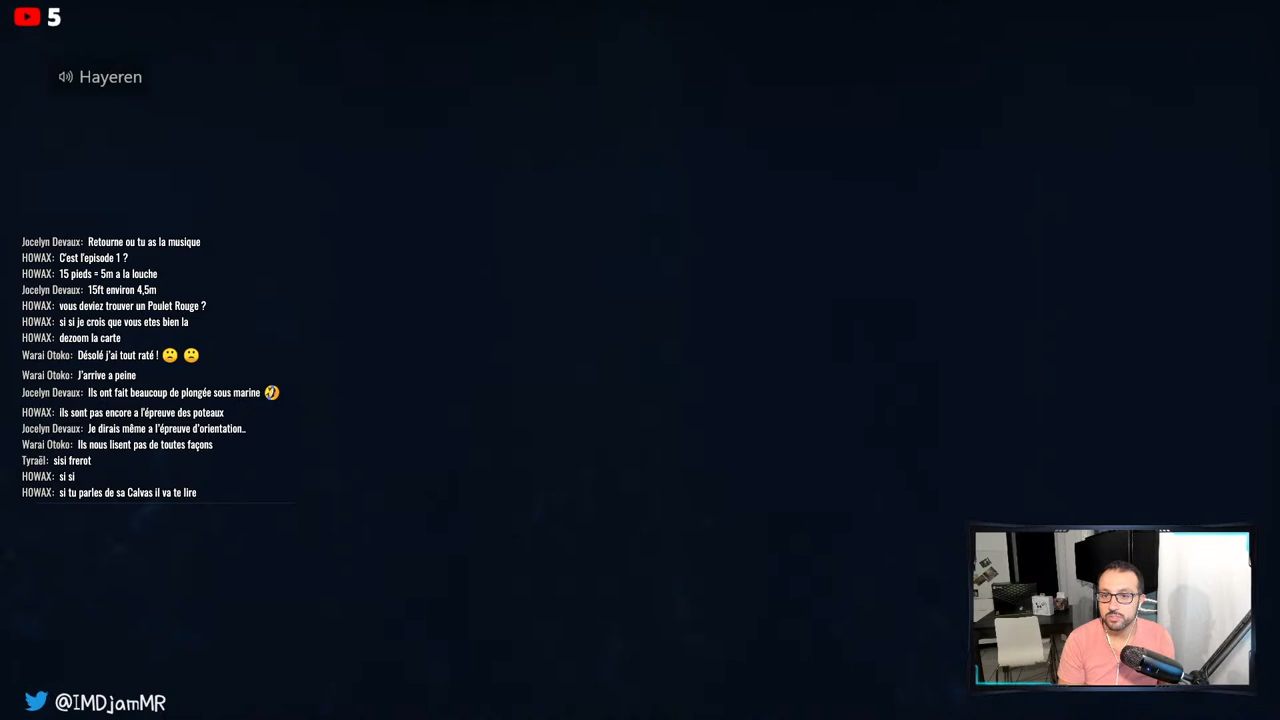 5
Hayeren
Jocelyn Devaux: Retourne ou tu as la musique
HOWAX: C'est l'episode 1 ?
HOWAX: 15 pieds = 5m a la louche
Jocelyn Devaux: 15ft environ 4,5m
HOWAX: vous deviez trouver un Poulet Rouge ?
HOWAX: si si je crois que vous etes bien la
HOWAX: dezoom la carte
Warai Otoko: Désolé j'ai tout raté ! 🙁 🙁
Warai Otoko: J'arrive a peine
Jocelyn Devaux: Ils ont fait beaucoup de plongée sous marine 🤣
HOWAX: ils sont pas encore a l'épreuve des poteaux
Jocelyn Devaux: Je dirais même a l'épreuve d'orientation..
Warai Otoko: Ils nous lisent pas de toutes façons
Tyraël: sisi frerot
HOWAX: si si
HOWAX: si tu parles de sa Calvas il va te lire
@IMDjamMR